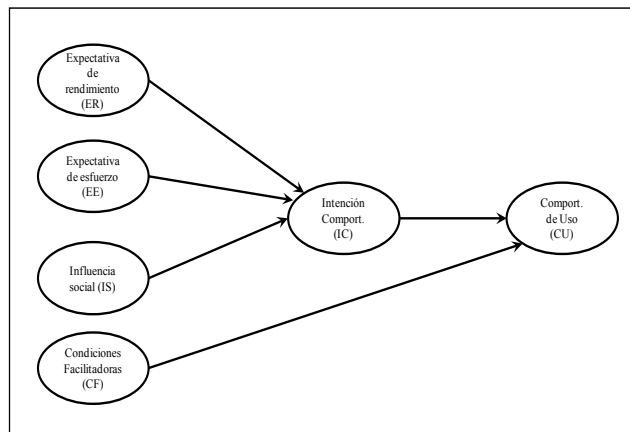 Expectativa
de
rendimiento
(ER)
Expectativa
de esfuerzo
(EE)
Influencia
social (IS)
Condiciones
Facilitadoras
(CF)
Intención
Comport.
(IC)
Comport.
de Uso
(CU)